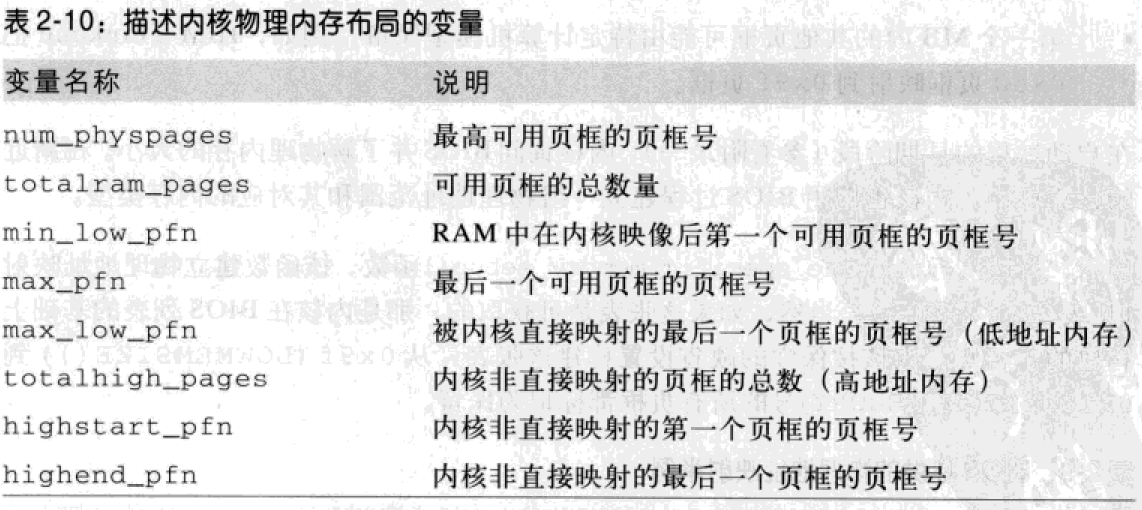 表 2-10：描述内核物理内存布局的变量
变量名称 说明
num_physpages 最高可用页框的页框号
totalram_pages 可用页框的总数量
min_low_pfn RAM 中在内核映像后第一个可用页框的页框号
max_pfn 最后一个可用页框的页框号
max_low_pfn 被内核直接映射的最后一个页框的页框号（低地址内存）
totalhigh_pages 内核非直接映射的页框的总数（高地址内存）
highstart_pfn 内核非直接映射的第一个页框的页框号
highend_pfn 内核非直接映射的最后一个页框的页框号